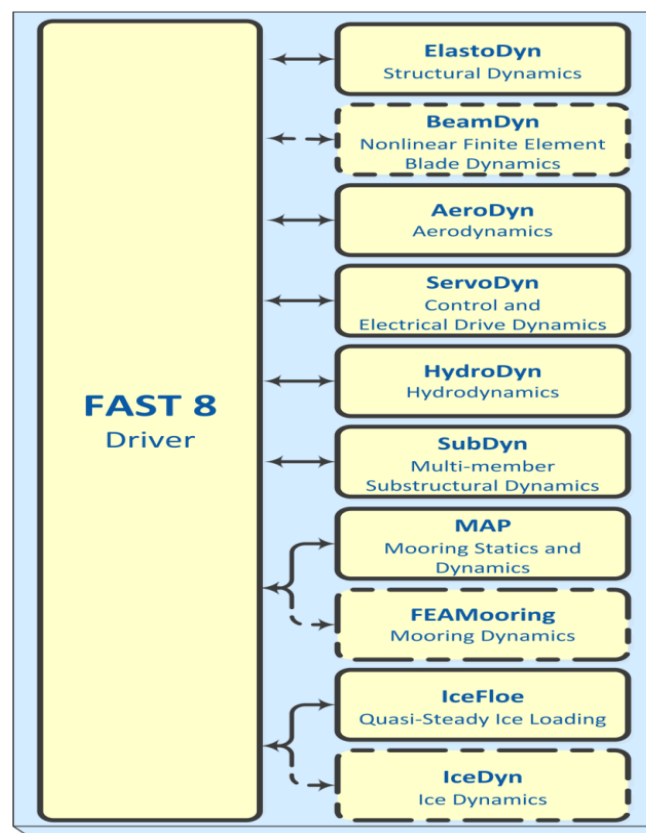 FAST 8
Driver
ElastoDyn
Structural Dynamics
BeamDyn
Nonlinear Finite Element
Blade Dynamics
AeroDyn
Aerodynamics
ServoDyn
Control and
Electrical Drive Dynamics
HydroDyn
Hydrodynamics
SubDyn
Multi-member
Substructural Dynamics
MAP
Mooring Statics and
Dynamics
FEAMooring
Mooring Dynamics
IceFloe
Quasi-Steady Ice Loading
IceDyn
Ice Dynamics